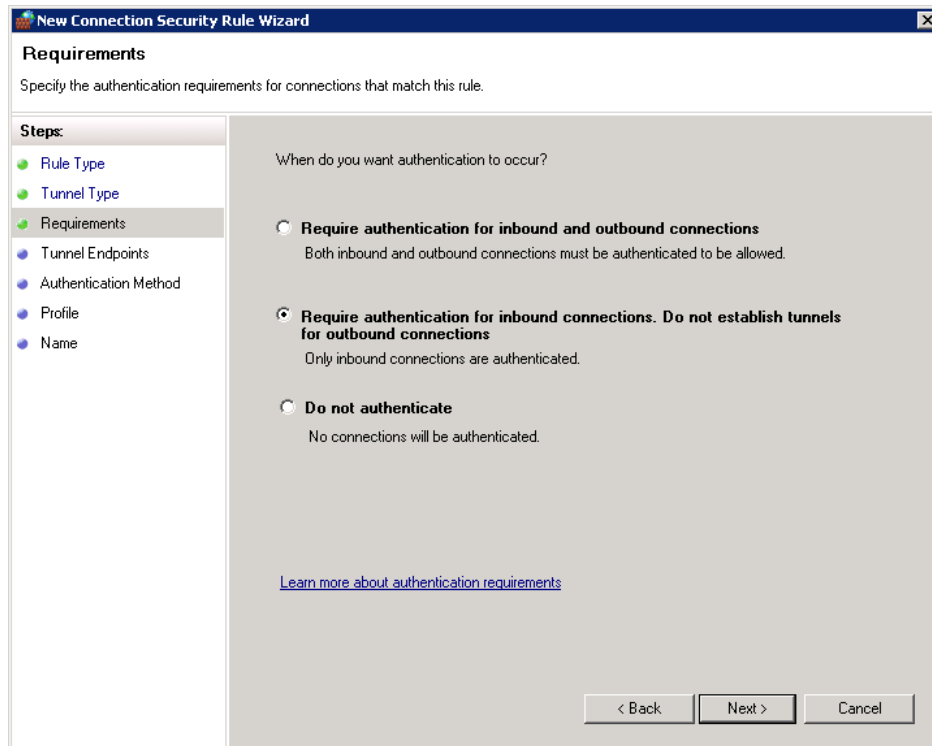 New Connection Security Rule Wizard
Requirements
Specify the authentication requirements for connections that match this rule.
Steps:
Rule Type
Tunnel Type
Requirements
Tunnel Endpoints
Authentication Method
Profile
Name
When do you want authentication to occur?
Require authentication for inbound and outbound connections
Both inbound and outbound connections must be authenticated to be allowed.
Require authentication for inbound connections. Do not establish tunnels
for outbound connections
Only inbound connections are authenticated.
Do not authenticate
No connections will be authenticated.
Learn more about authentication requirements
< Back
Next >
Cancel